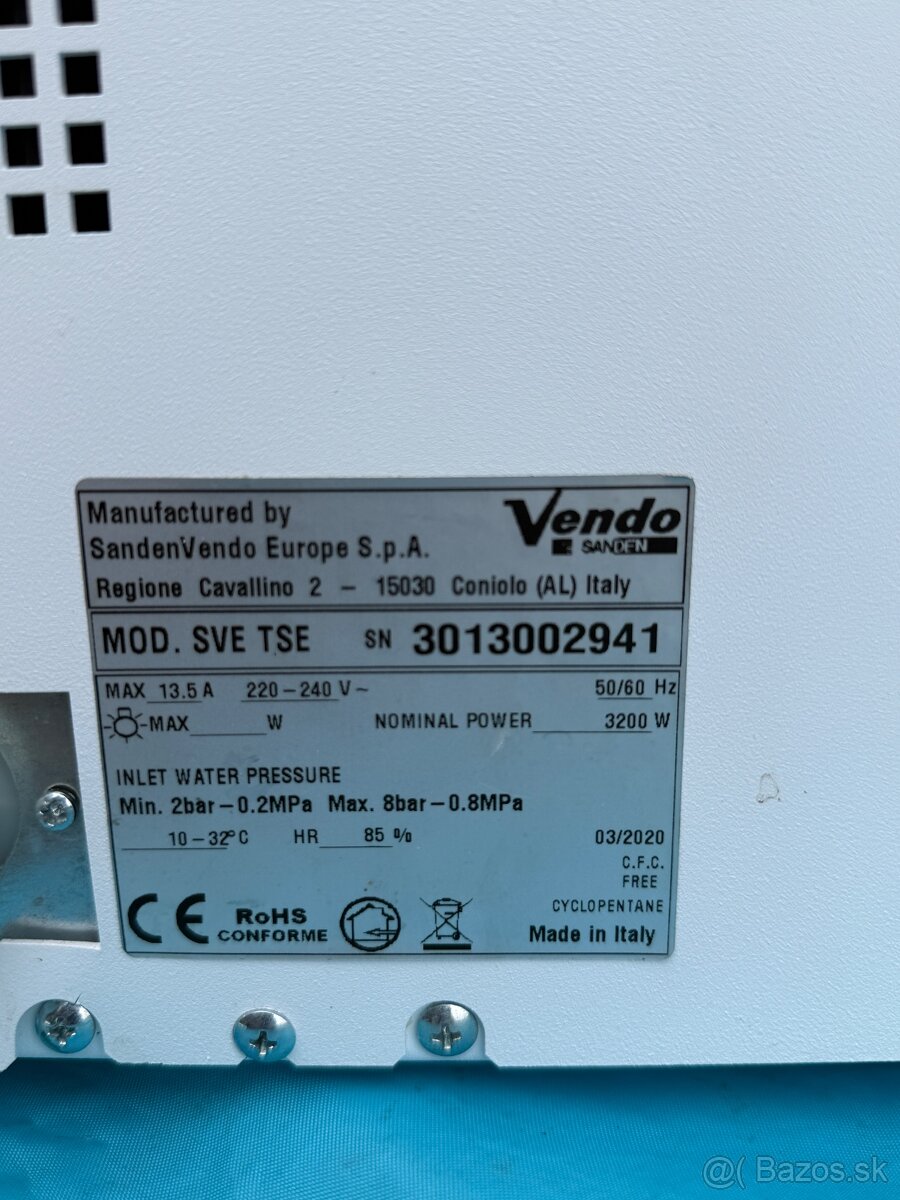 Manufactured by
SandenVendo Europe S.p.A.
Vendo
SANDEN
Regione Cavallino 2 – 15030 Coniolo (AL) Italy
MOD. SVE TSE SN 3013002941
MAX 13.5 A 220–240 V~ 50/60 Hz
MAX W NOMINAL POWER 3200 W
INLET WATER PRESSURE
Min. 2bar–0.2MPa Max. 8bar–0.8MPa
10–32°C HR 85 %
03/2020
C.F.C.
FREE
CYCLOPENTANE
CE RoHS
CONFORME
Made in Italy
@( Bazos.sk